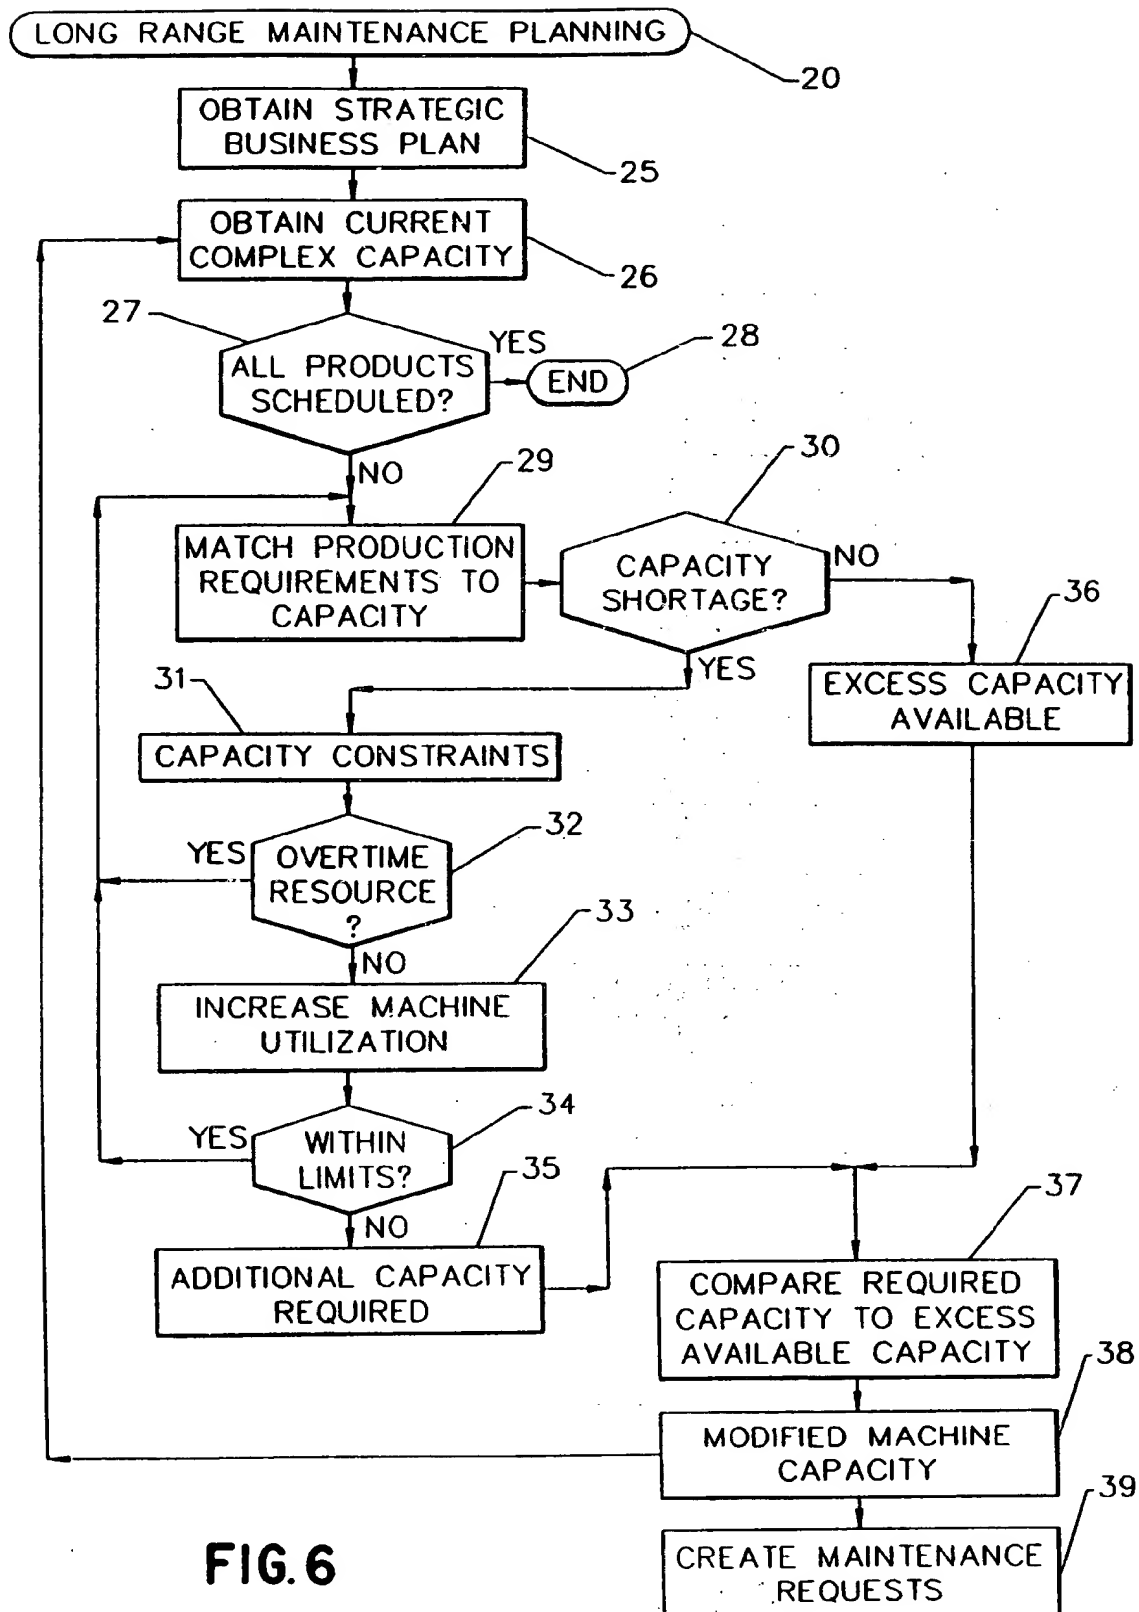 LONG RANGE MAINTENANCE PLANNING
20
OBTAIN STRATEGIC
BUSINESS PLAN
25
OBTAIN CURRENT
COMPLEX CAPACITY
26
27
ALL PRODUCTS
SCHEDULED?
YES
28
END
NO
29
30
MATCH PRODUCTION
REQUIREMENTS TO
CAPACITY
CAPACITY
SHORTAGE?
NO
YES
36
EXCESS CAPACITY
AVAILABLE
31
CAPACITY CONSTRAINTS
32
YES
OVERTIME
RESOURCE
?
NO
33
INCREASE MACHINE
UTILIZATION
34
YES
WITHIN
LIMITS?
NO
35
ADDITIONAL CAPACITY
REQUIRED
37
COMPARE REQUIRED
CAPACITY TO EXCESS
AVAILABLE CAPACITY
38
MODIFIED MACHINE
CAPACITY
39
CREATE MAINTENANCE
REQUESTS
FIG. 6